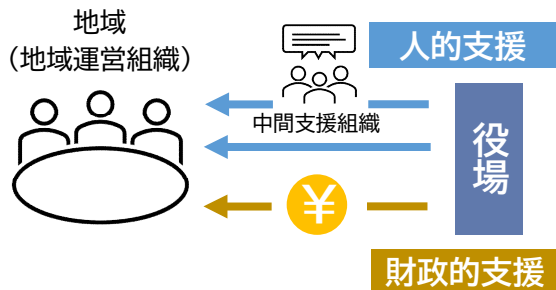 地域
（地域運営組織）
人的支援
中間支援組織
役場
¥
財政的支援